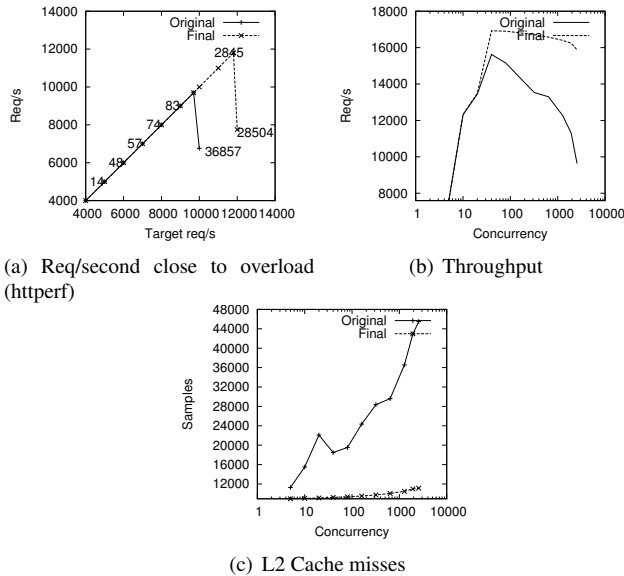 14000
12000
10000
8000
6000
4000
4000 6000 8000 10000 12000 14000
Req/s
Target req/s
Original
Final
14
48
57
74
83
2845
36857
28504
(a) Req/second close to overload
(httperf)
18000
16000
14000
12000
10000
8000
1 10 100 1000 10000
Req/s
Concurrency
Original
Final
(b) Throughput
48000
44000
40000
36000
32000
28000
24000
20000
16000
12000
1 10 100 1000 10000
Samples
Concurrency
Original
Final
(c) L2 Cache misses